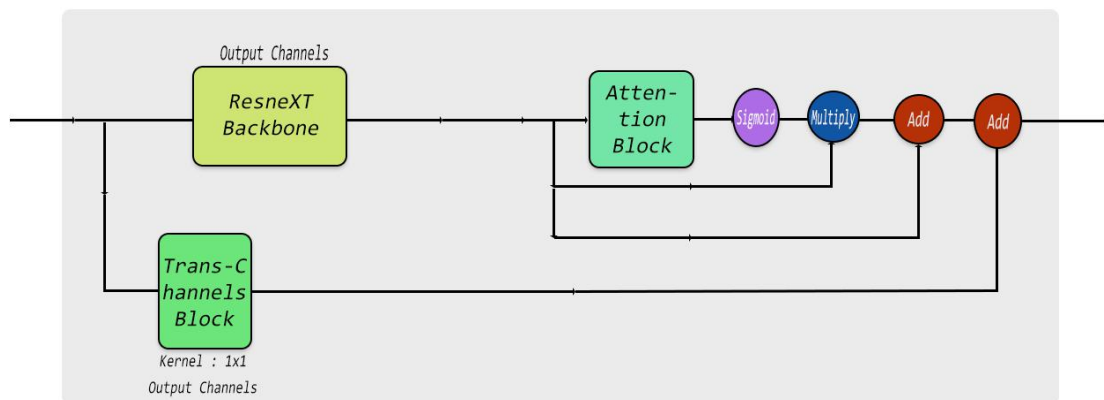 Output Channels
ResneXT
Backbone
Atten-
tion
Block
Sigmoid
Multiply
Add
Add
Trans-C
hannels
Block
Kernel : 1x1
Output Channels